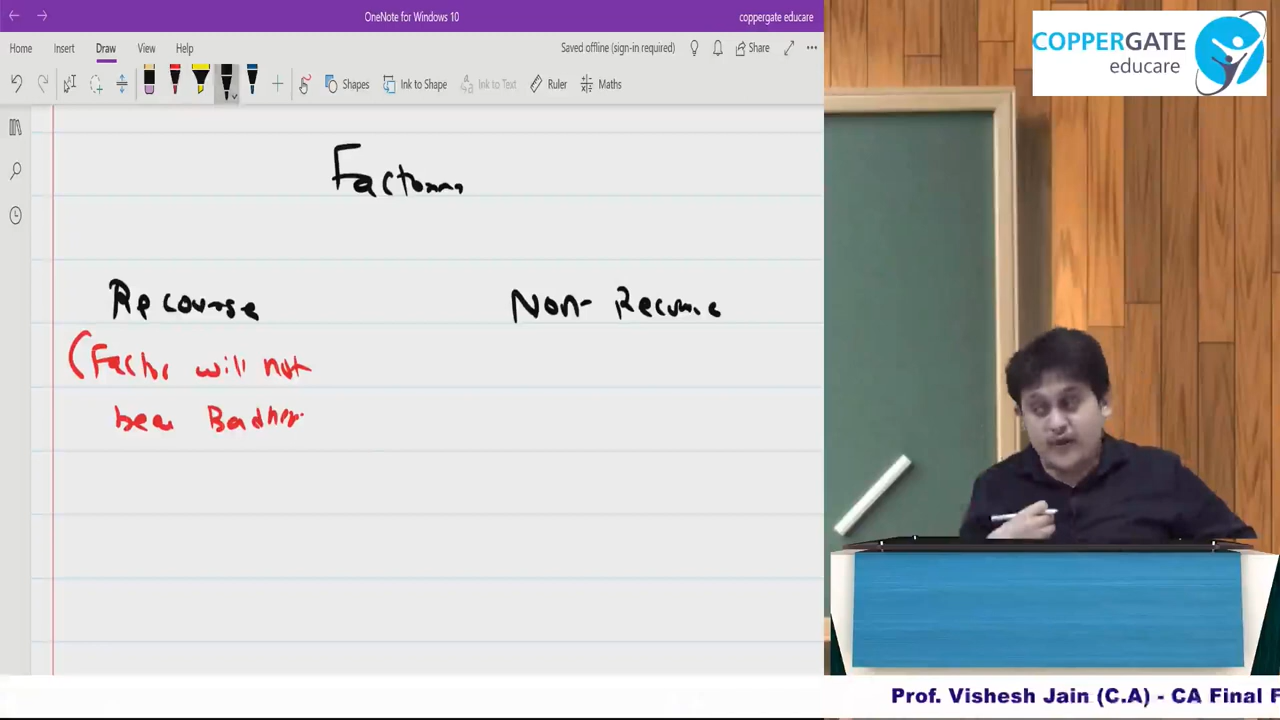 OneNote for Windows 10
coppergate educare
Home Insert Draw View Help
Saved offline (sign-in required)
Share
Shapes
Ink to Shape
Ink to Text
Ruler
Maths
COPPERGATE
educare
Factoring
Recourse
Non-Recourse
(Factor will not
bear
Prof. Vishesh Jain (C.A) - CA Final F